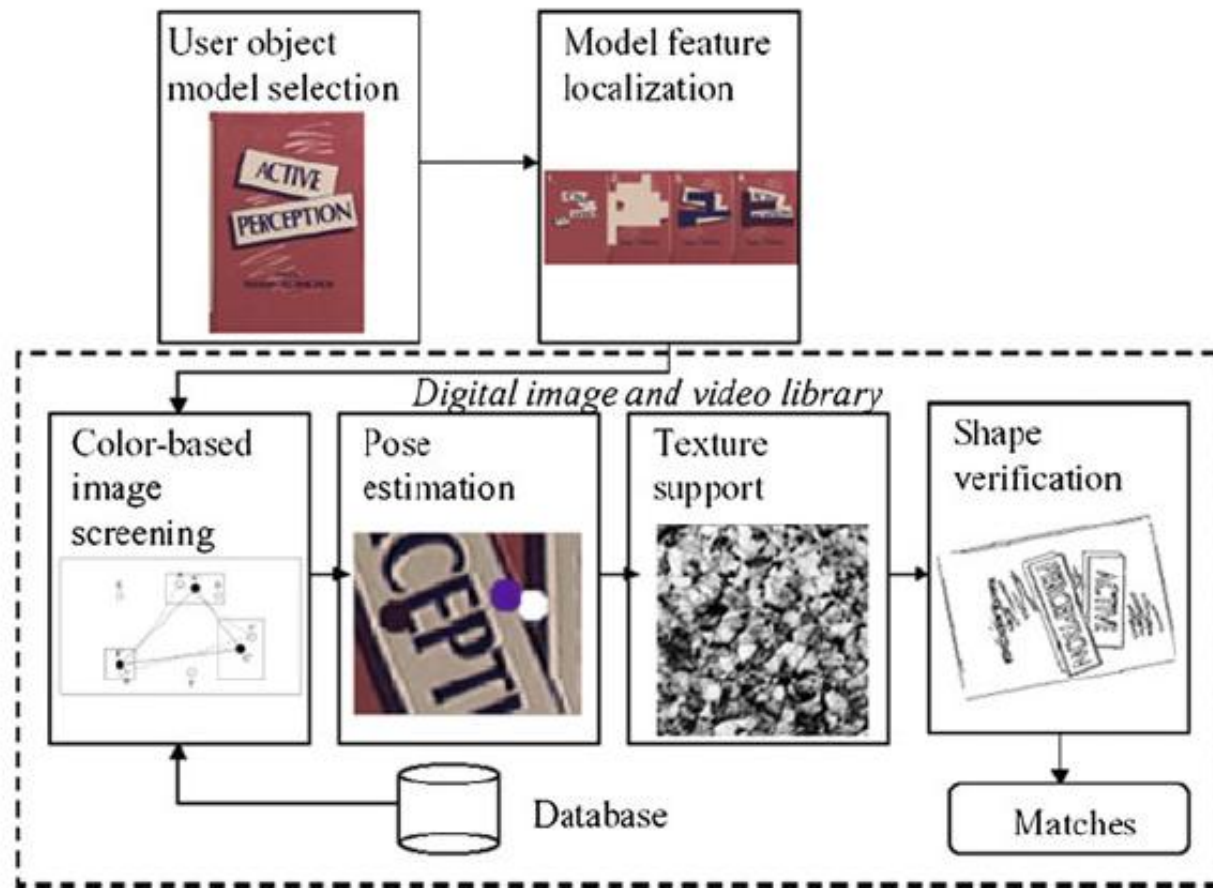 User object
model selection
ACTIVE
PERCEPTION
Model feature
localization
Digital image and video library
Color-based
image
screening
Pose
estimation
CEPTI
Texture
support
Shape
verification
PERCEPTION
ACTIVE
Database
Matches